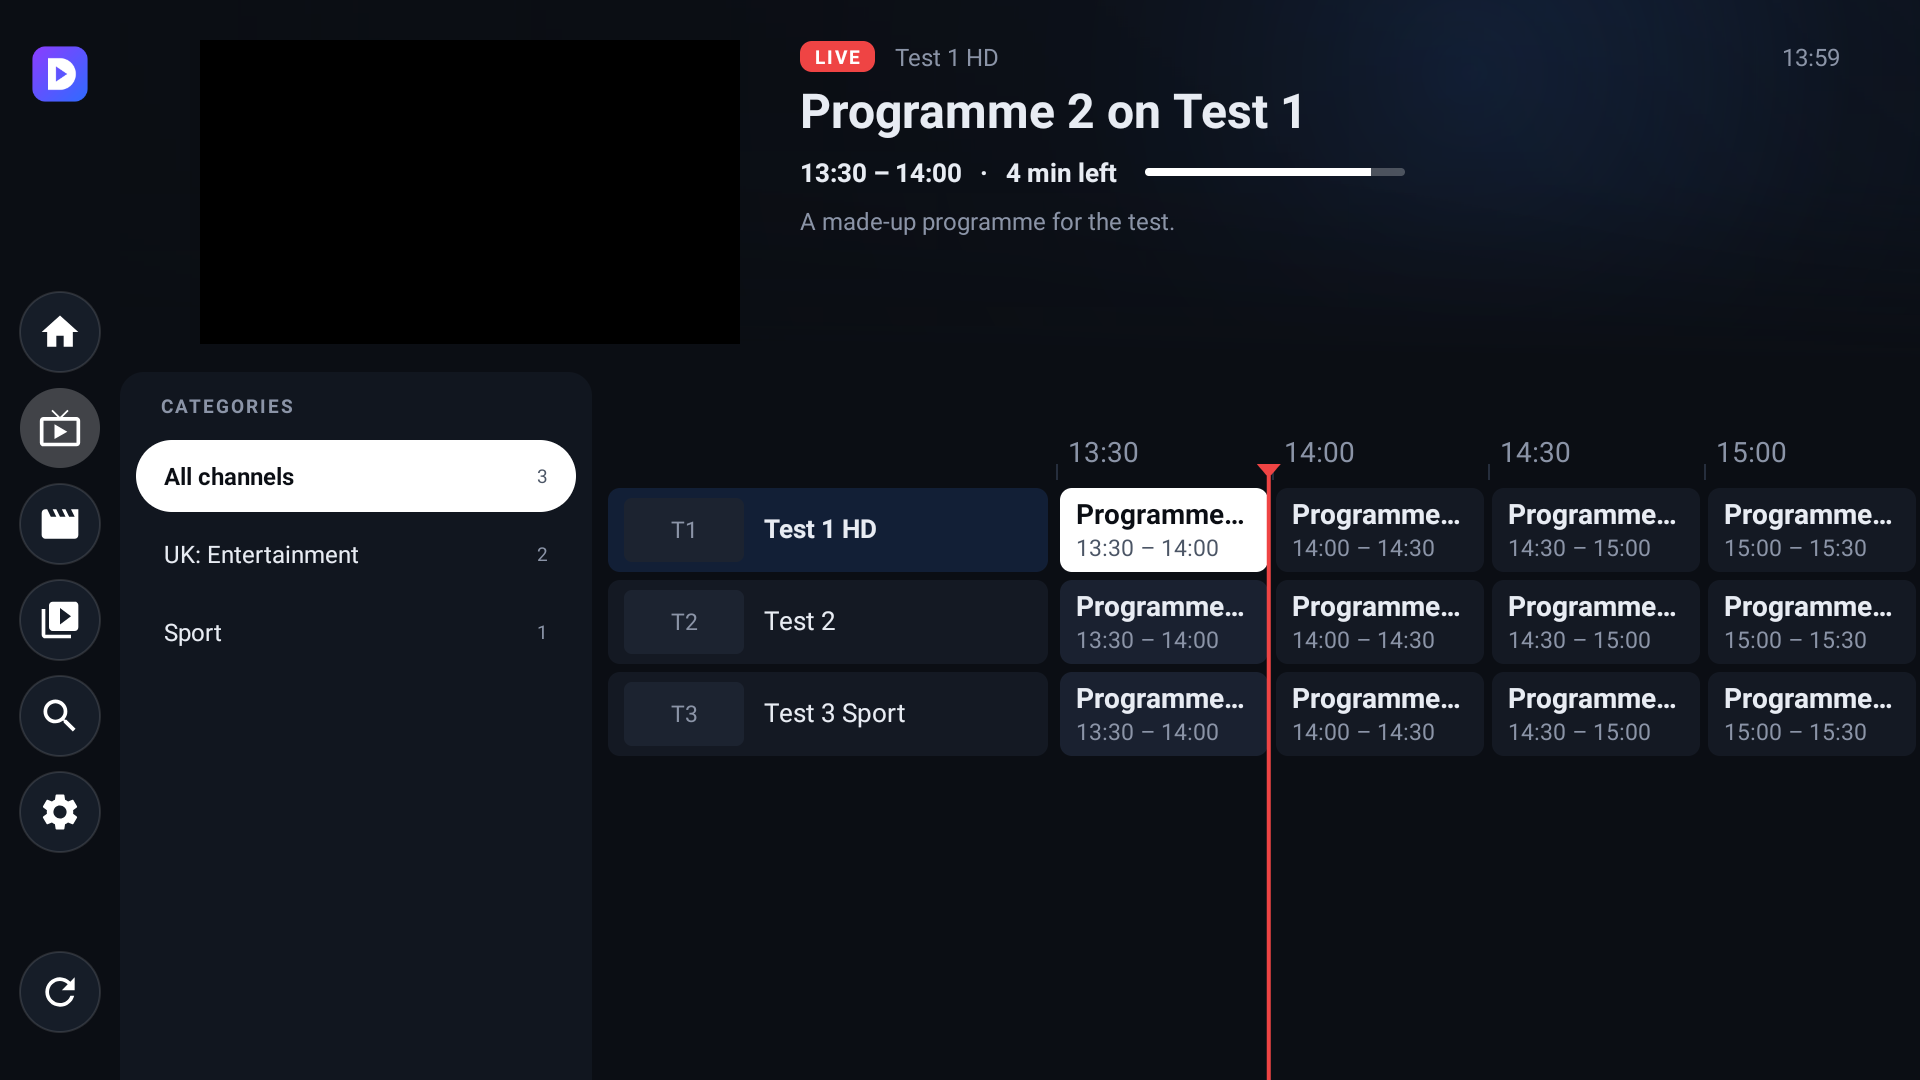 LIVE Test 1 HD 13:59
Programme 2 on Test 1
13:30 – 14:00 · 4 min left
A made-up programme for the test.
CATEGORIES
All channels 3
UK: Entertainment 2
Sport 1
13:30 14:00 14:30 15:00
T1 Test 1 HD Programme... Programme... Programme... Programme...
13:30 – 14:00 14:00 – 14:30 14:30 – 15:00 15:00 – 15:30
T2 Test 2 Programme... Programme... Programme... Programme...
13:30 – 14:00 14:00 – 14:30 14:30 – 15:00 15:00 – 15:30
T3 Test 3 Sport Programme... Programme... Programme... Programme...
13:30 – 14:00 14:00 – 14:30 14:30 – 15:00 15:00 – 15:30